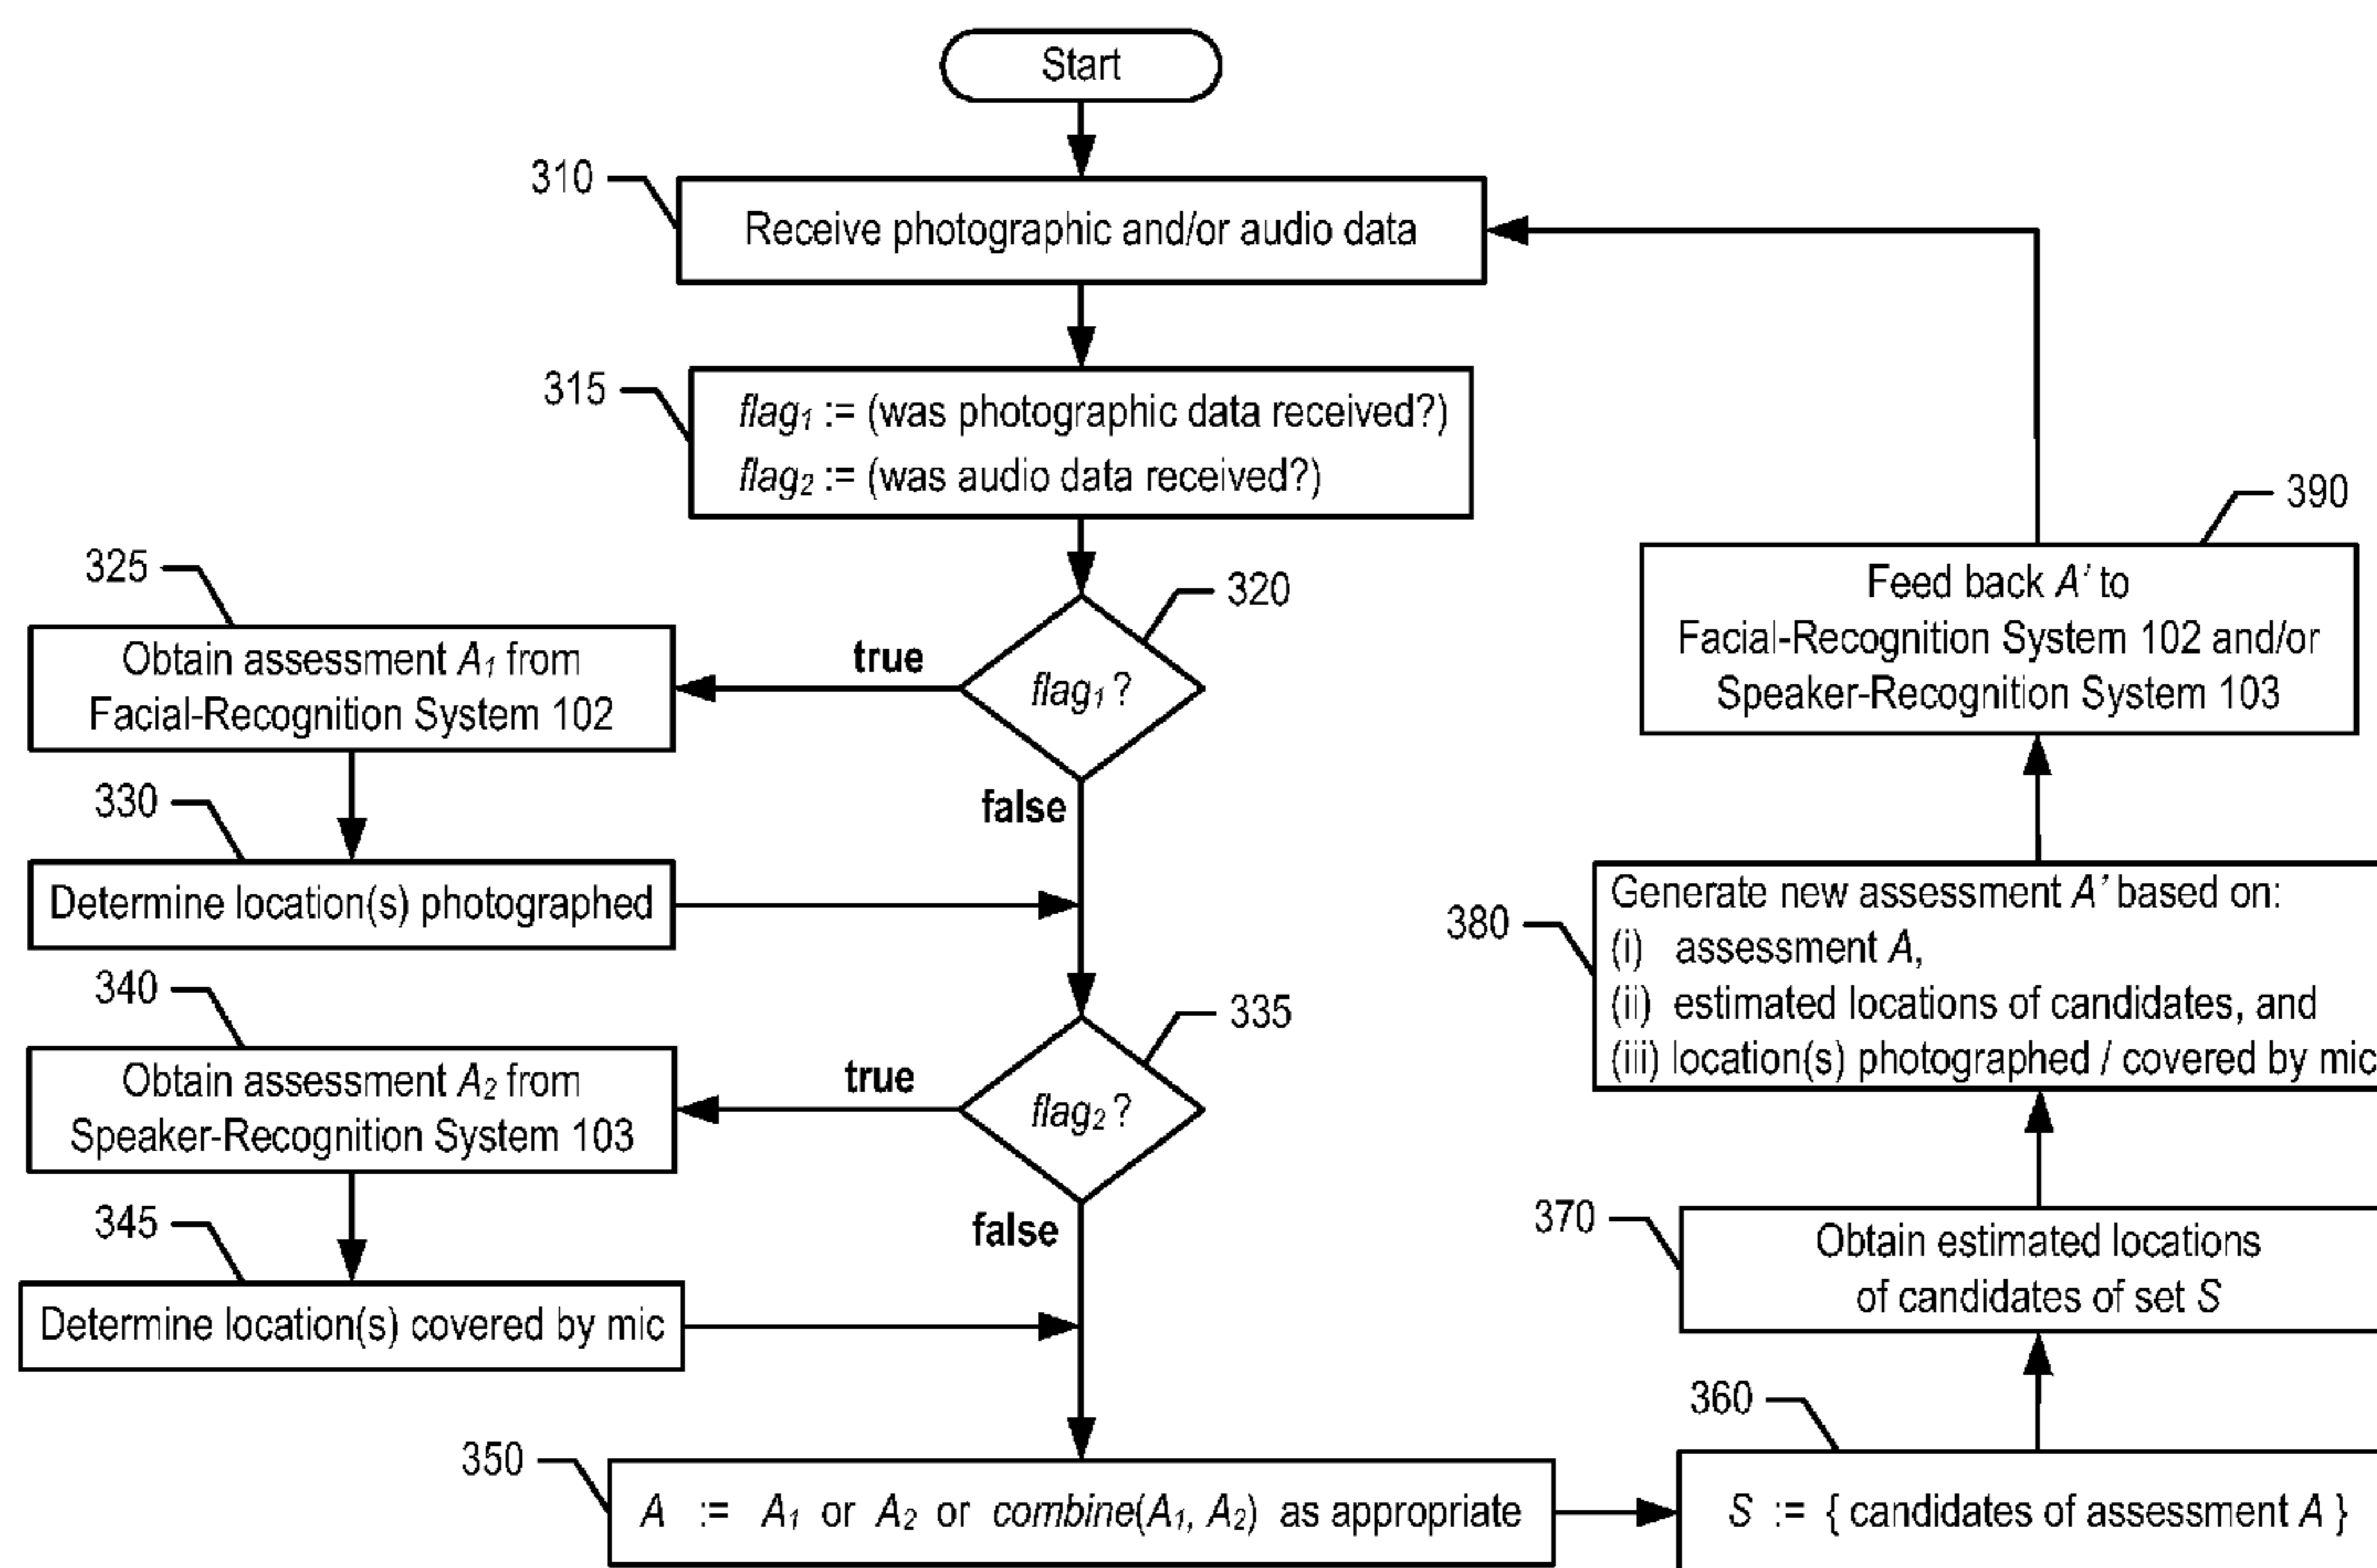 Start
310
Receive photographic and/or audio data
315
flag₁ := (was photographic data received?)
flag₂ := (was audio data received?)
320
flag₁ ?
true
false
325
Obtain assessment A₁ from
Facial-Recognition System 102
330
Determine location(s) photographed
335
flag₂ ?
true
false
340
Obtain assessment A₂ from
Speaker-Recognition System 103
345
Determine location(s) covered by mic
350
A := A₁ or A₂ or combine(A₁, A₂) as appropriate
360
S := { candidates of assessment A }
370
Obtain estimated locations
of candidates of set S
380
Generate new assessment A’ based on:
(i) assessment A,
(ii) estimated locations of candidates, and
(iii) location(s) photographed / covered by mic
390
Feed back A’ to
Facial-Recognition System 102 and/or
Speaker-Recognition System 103